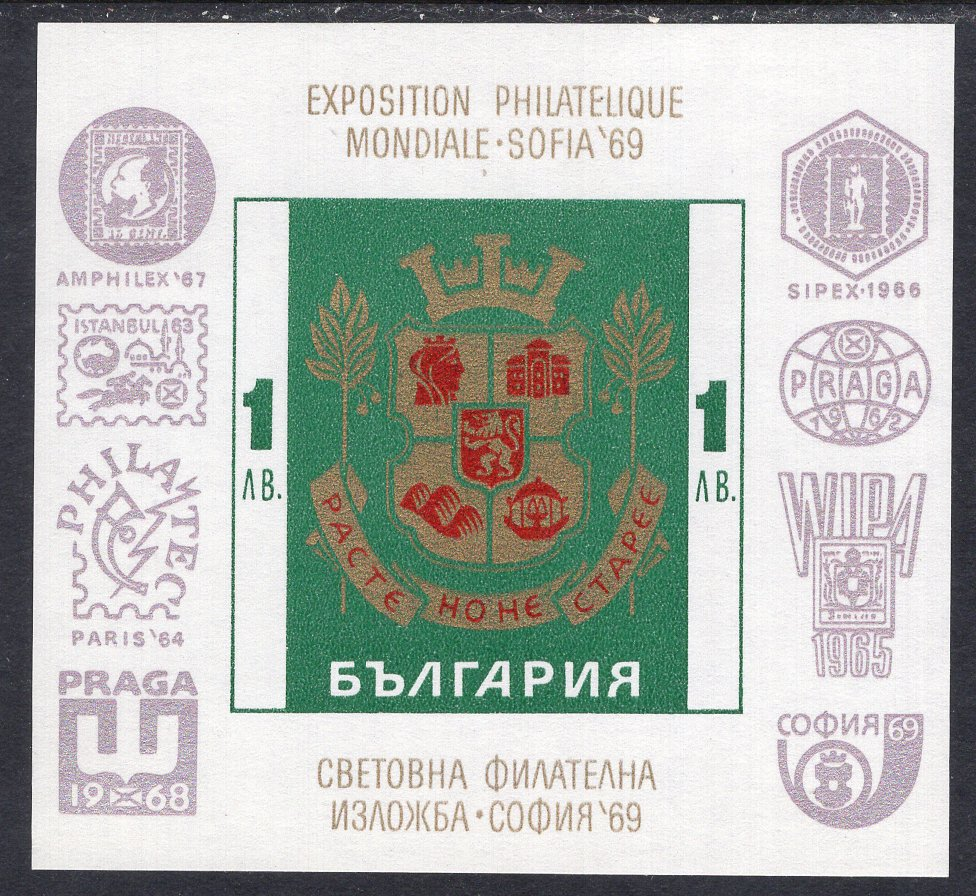 EXPOSITION PHILATELIQUE
MONDIALE·SOFIA '69
AMPHILEX '67
ISTANBUL 63
PHILATEC
PARIS '64
PRAGA
1968
SIPEX·1966
PRAGA
1962
WIPA
1965
СОФИЯ 69
1
ЛВ.
1
ЛВ.
РАСТЕ НО НЕ СТАРЕЕ
БЪЛГАРИЯ
СВЕТОВНА ФИЛАТЕЛНА
ИЗЛОЖБА·СОФИЯ '69